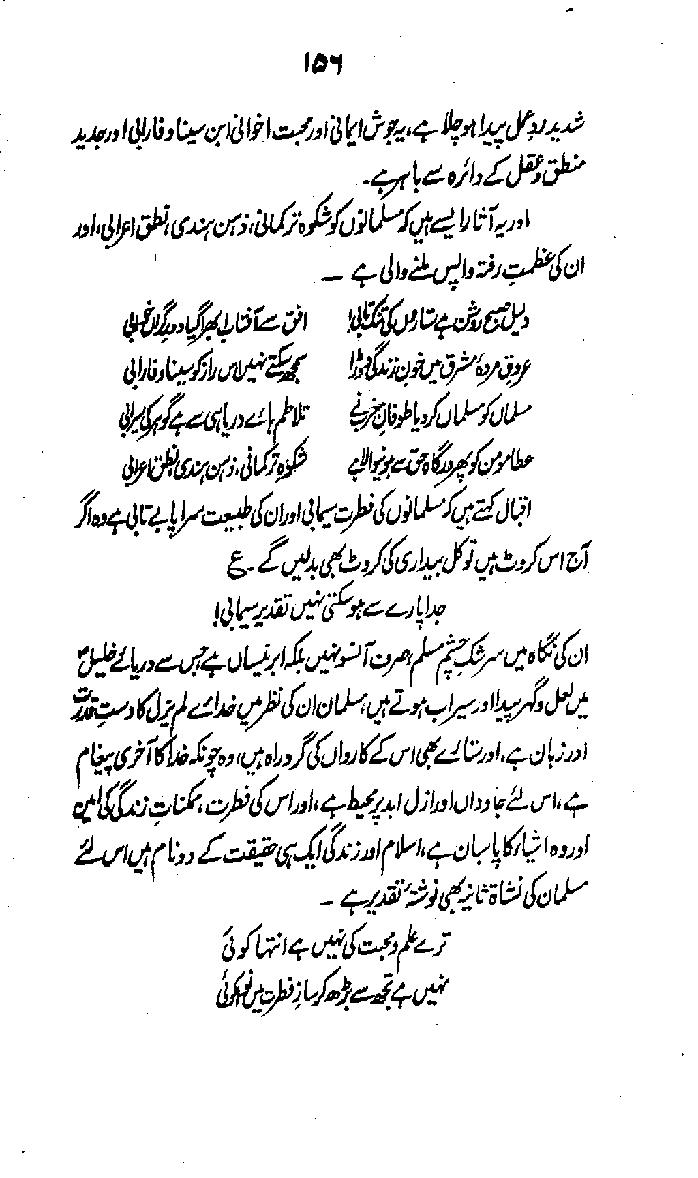 ۱۵۶
شدید ردِ عمل پیدا ہو چلا ہے، یہ جوش ایمانی اور محبت اخوانی ابن سینا و فارابی اور جدید
منطق و عقل کے دائرہ سے باہر ہے۔
اور یہ آثار ایسے ہیں کہ مسلمانوں کو شکوہ ترکمانی، ذہن ہندی، نطق اعرابی، اور
ان کی عظمتِ رفتہ واپس ملنے والی ہے ۔
دلیل صبح روشن ہے ستاروں کی تنک تابی! افق سے آفتاب ابھرا گیا دورِ گراں خوابی
عروق مردۂ مشرق میں خون زندگی دوڑا سمجھ سکتے نہیں اس راز کو سینا و فارابی
مسلماں کو مسلماں کر دیا طوفانِ مغرب نے تلاطم ہائے دریا ہی سے ہے گوہر کی سیرابی
عطا مومن کو پھر درگاہ حق سے ہونیوالا ہے شکوہِ ترکمانی، ذہن ہندی، نطق اعرابی
اقبال کہتے ہیں کہ مسلمانوں کی فطرت سیمابی اور ان کی طبیعت سراپا بے تابی ہے وہ اگر
آج اس کروٹ ہیں تو کل بیداری کی کروٹ بھی بدلیں گے۔ ع
جدا پارے سے ہو سکتی نہیں تقدیر سیمابی!
ان کی نگاہ میں سرشک چشم مسلم، صرف آنسو نہیں بلکہ ابر نیساں ہے جس سے دریائے خلیلؑ
میں لعل و گہر پیدا اور سیراب ہوتے ہیں، مسلمان ان کی نظر میں خدائے لم یزل کا دستِ قدرت
اور زبان ہے، اور ستارے بھی اس کے کارواں کی گرد راہ ہیں، وہ چونکہ خدا کا آخری پیغام
ہے، اس لئے جاوداں اور ازل ابد پر محیط ہے، اور اس کی فطرت، ممکنات زندگی کی امین
اور وہ اشیاء کا پاسبان ہے، اسلام اور زندگی ایک ہی حقیقت کے دو نام ہیں اس لئے
مسلمان کی نشاۃ ثانیہ بھی نوشتۂ تقدیر ہے ۔
ترے علم و محبت کی نہیں ہے انتہا کوئی
نہیں ہے تجھ سے بڑھ کر سازِ فطرت میں نوا کوئی